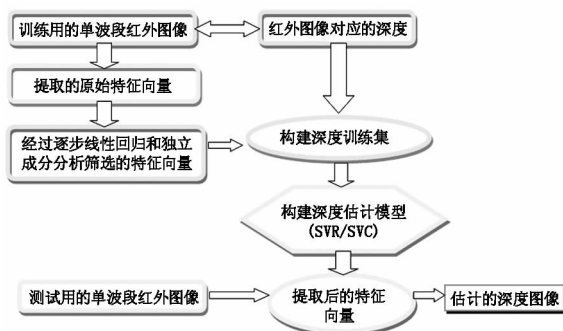 训练用的单波段红外图像
红外图像对应的深度
提取的原始特征向量
经过逐步线性回归和独立
成分分析筛选的特征向量
构建深度训练集
构建深度估计模型
(SVR/SVC)
测试用的单波段红外图像
提取后的特征
向量
估计的深度图像